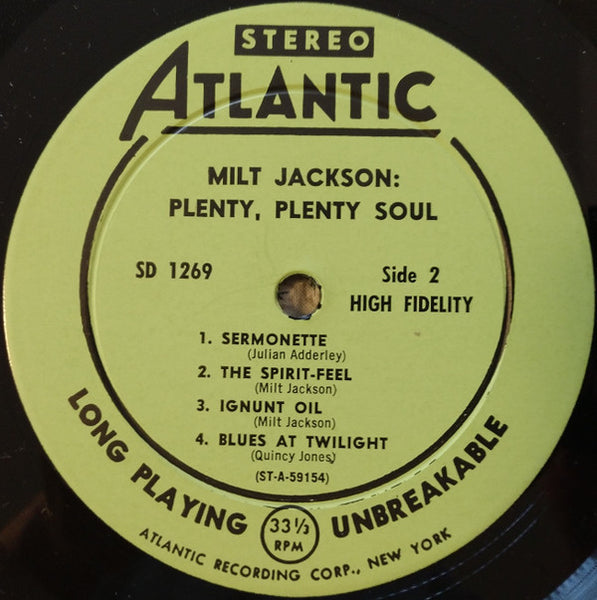 STEREO
ATLANTIC
MILT JACKSON:
PLENTY, PLENTY SOUL
SD 1269
Side 2
HIGH FIDELITY
1. SERMONETTE
(Julian Adderley)
2. THE SPIRIT-FEEL
(Milt Jackson)
3. IGNUNT OIL
(Milt Jackson)
4. BLUES AT TWILIGHT
(Quincy Jones)
(ST-A-59154)
LONG PLAYING 33 1/3 RPM UNBREAKABLE
ATLANTIC RECORDING CORP., NEW YORK